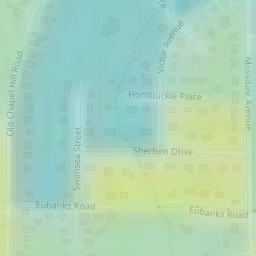 Victor Avenue
Mossdale Avenue
Hornbuckle Place
Old Chapel Hill Road
Swansea Street
Sherbon Drive
Eubanks Road
Eubanks Road